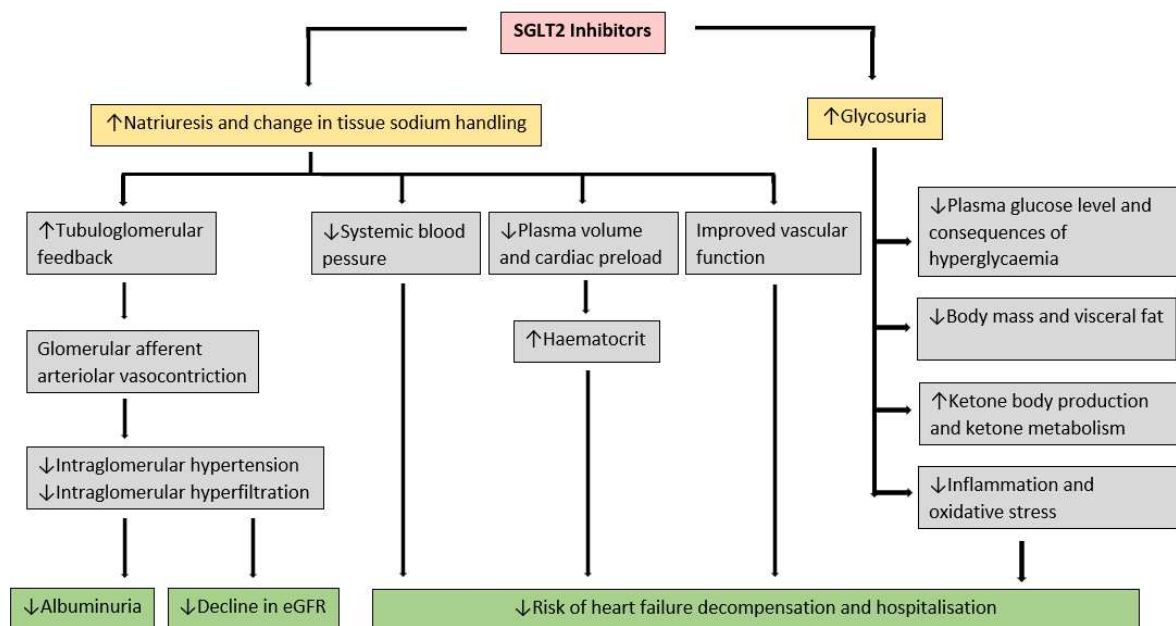 SGLT2 Inhibitors
↑Natriuresis and change in tissue sodium handling
↑Glycosuria
↑Tubuloglomerular
feedback
↓Systemic blood
pessure
↓Plasma volume
and cardiac preload
Improved vascular
function
↓Plasma glucose level and
consequences of
hyperglycaemia
↑Haematocrit
↓Body mass and visceral fat
Glomerular afferent
arteriolar vasocontriction
↑Ketone body production
and ketone metabolism
↓Intraglomerular hypertension
↓Intraglomerular hyperfiltration
↓Inflammation and
oxidative stress
↓Albuminuria
↓Decline in eGFR
↓Risk of heart failure decompensation and hospitalisation